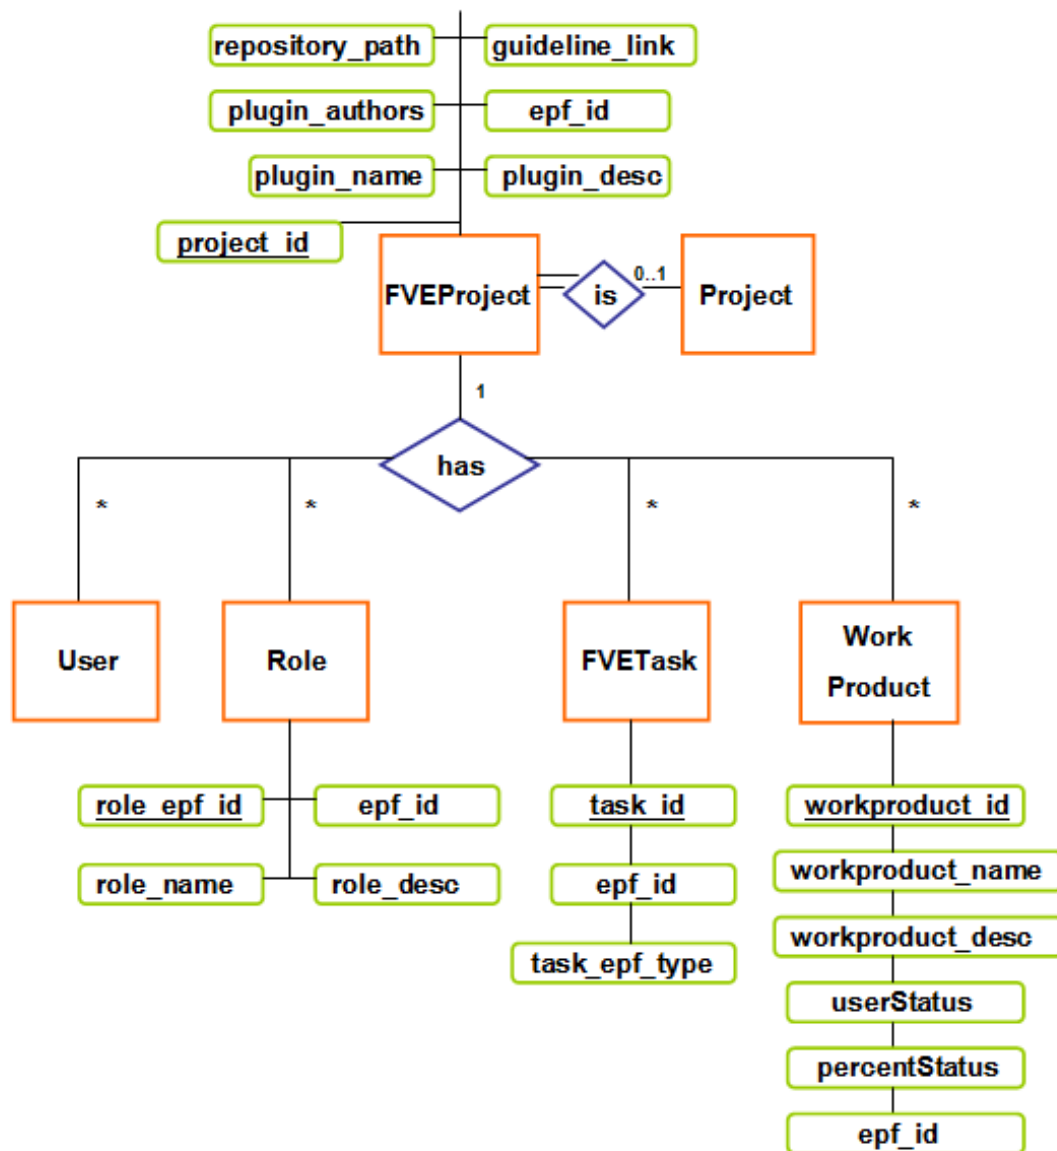 repository_path
guideline_link
plugin_authors
epf_id
plugin_name
plugin_desc
project_id
FVEProject
is
0..1
Project
1
has
*
*
*
*
User
Role
FVETask
Work
Product
role_epf_id
epf_id
task_id
workproduct_id
role_name
role_desc
epf_id
workproduct_name
workproduct_desc
task_epf_type
userStatus
percentStatus
epf_id